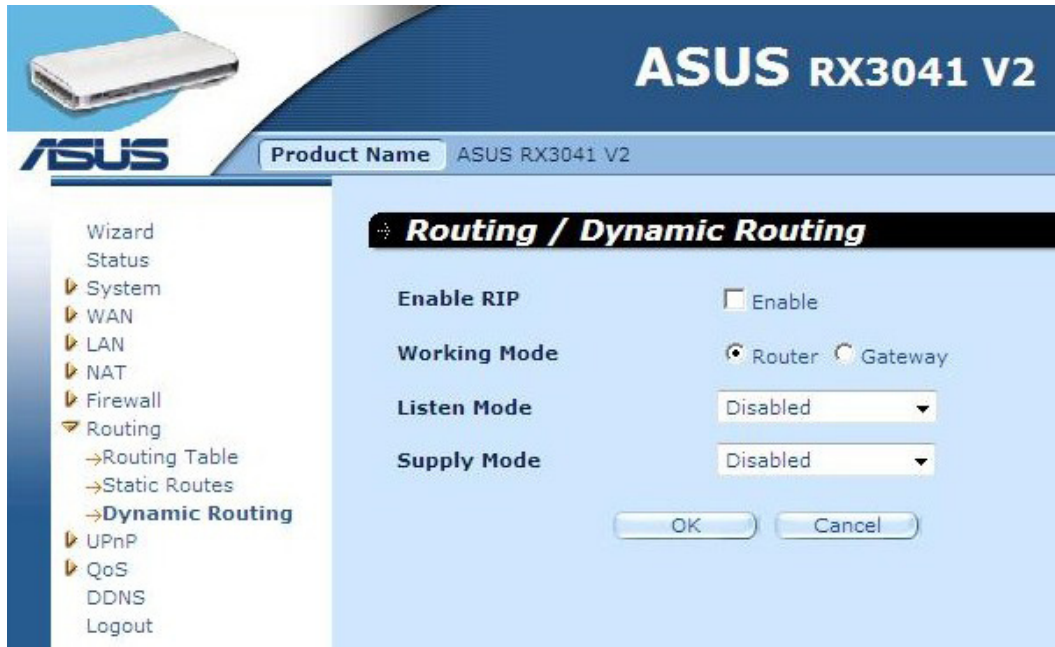 ASUS RX3041 V2
ASUS
Product Name ASUS RX3041 V2
Wizard
Status
System
WAN
LAN
NAT
Firewall
Routing
→Routing Table
→Static Routes
→Dynamic Routing
UPnP
QoS
DDNS
Logout
Routing / Dynamic Routing
Enable RIP Enable
Working Mode Router Gateway
Listen Mode Disabled
Supply Mode Disabled
OK Cancel